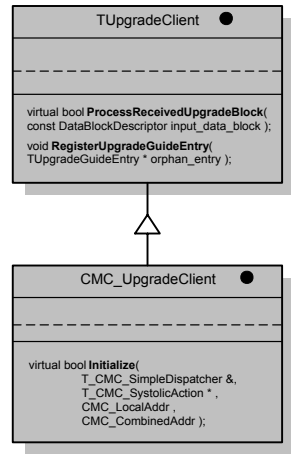 TUpgradeClient
virtual bool ProcessReceivedUpgradeBlock(
const DataBlockDescriptor input_data_block );
void RegisterUpgradeGuideEntry(
TUpgradeGuideEntry * orphan_entry );
CMC_UpgradeClient
virtual bool Initialize(
T_CMC_SimpleDispatcher &,
T_CMC_SystolicAction * ,
CMC_LocalAddr ,
CMC_CombinedAddr );